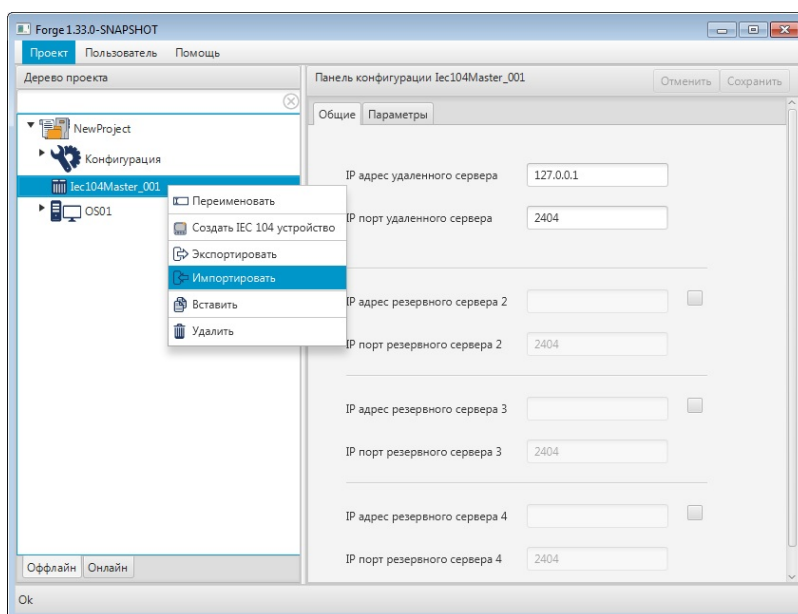 Forge 1.33.0-SNAPSHOT
Проект Пользователь Помощь
Дерево проекта
NewProject
Конфигурация
Iec104Master_001
OS01
Переименовать
Создать IEC 104 устройство
Экспортировать
Импортировать
Вставить
Удалить
Оффлайн Онлайн
Панель конфигурации Iec104Master_001
Отменить Сохранить
Общие Параметры
IP адрес удаленного сервера 127.0.0.1
IP порт удаленного сервера 2404
IP адрес резервного сервера 2
IP порт резервного сервера 2 2404
IP адрес резервного сервера 3
IP порт резервного сервера 3 2404
IP адрес резервного сервера 4
IP порт резервного сервера 4 2404
Ok